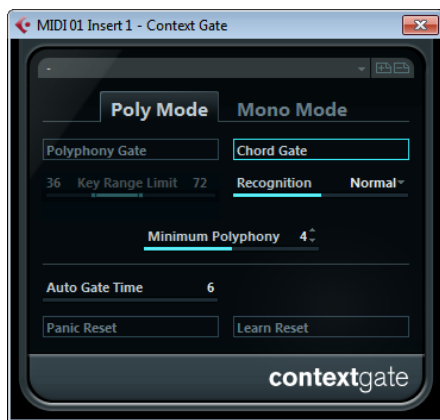 MIDI 01 Insert 1 - Context Gate
-
Poly Mode Mono Mode
Polyphony Gate Chord Gate
36 Key Range Limit 72 Recognition Normal
Minimum Polyphony 4
Auto Gate Time 6
Panic Reset Learn Reset
contextgate